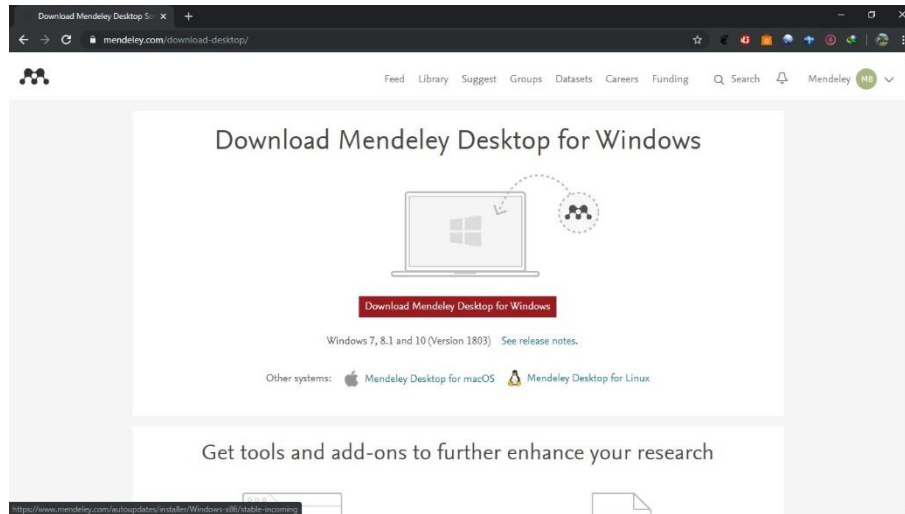 Download Mendeley Desktop So
mendeley.com/download-desktop/
Feed Library Suggest Groups Datasets Careers Funding Search Mendeley MB
Download Mendeley Desktop for Windows
Download Mendeley Desktop for Windows
Windows 7, 8.1 and 10 (Version 1803) See release notes.
Other systems: Mendeley Desktop for macOS Mendeley Desktop for Linux
Get tools and add-ons to further enhance your research
https://www.mendeley.com/autoupdates/installer/Windows-x86/stable-incoming